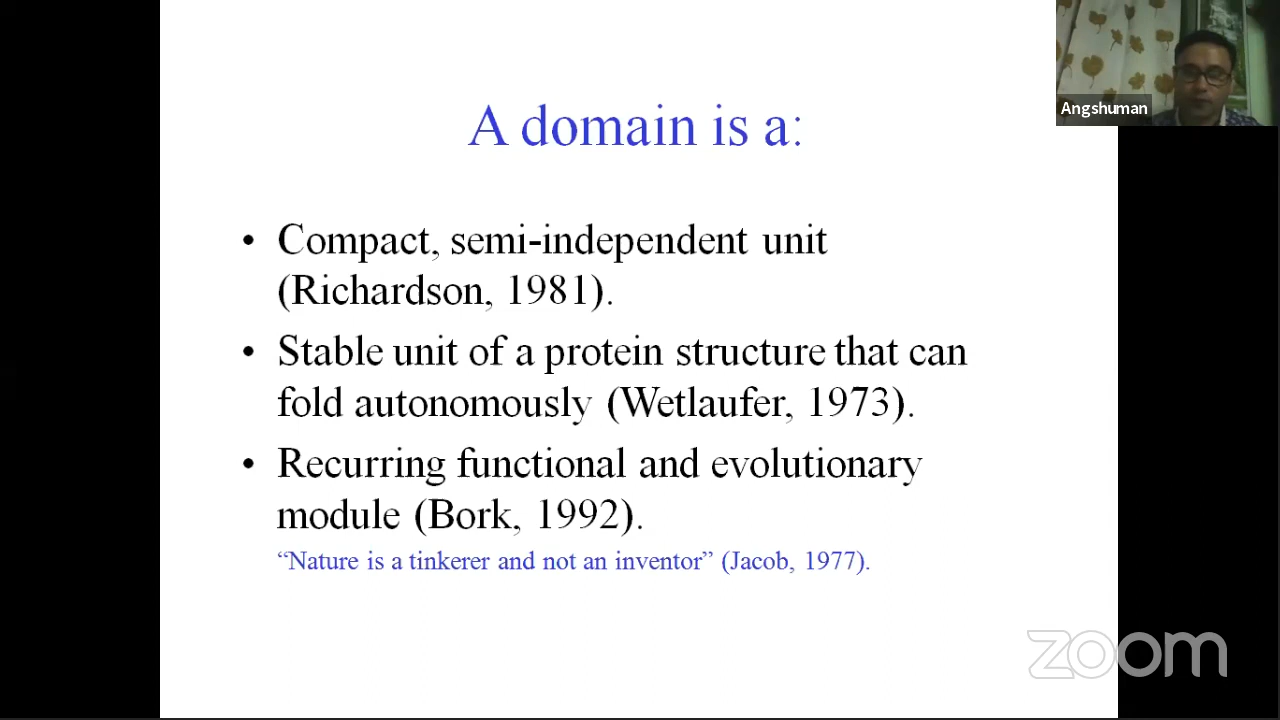 Angshuman
A domain is a:
• Compact, semi-independent unit
(Richardson, 1981).
• Stable unit of a protein structure that can
fold autonomously (Wetlaufer, 1973).
• Recurring functional and evolutionary
module (Bork, 1992).
“Nature is a tinkerer and not an inventor” (Jacob, 1977).
zoom